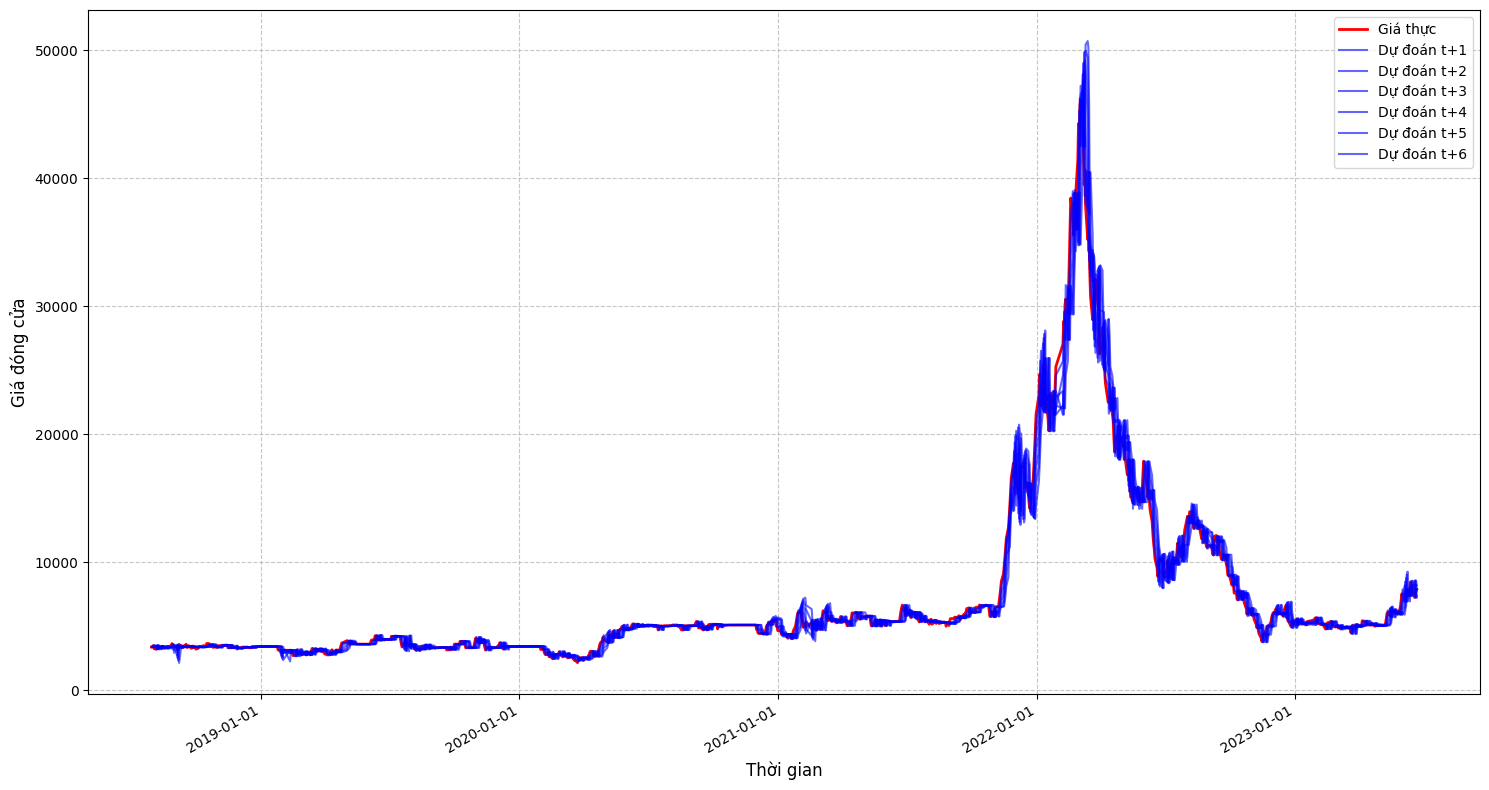 Giá thực
Dự đoán t+1
Dự đoán t+2
Dự đoán t+3
Dự đoán t+4
Dự đoán t+5
Dự đoán t+6
Giá đóng cửa
50000
40000
30000
20000
10000
0
2019-01-01
2020-01-01
2021-01-01
2022-01-01
2023-01-01
Thời gian